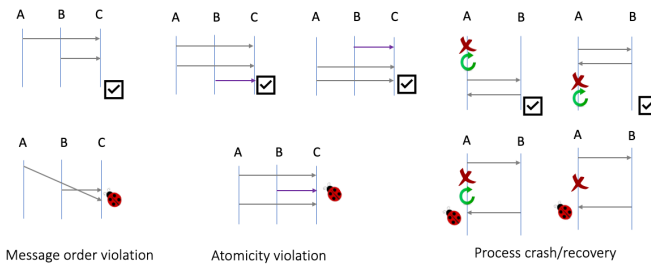 A B C
A B C
A B C
A B
A B
A B C
A B C
A B
A B
Message order violation
Atomicity violation
Process crash/recovery